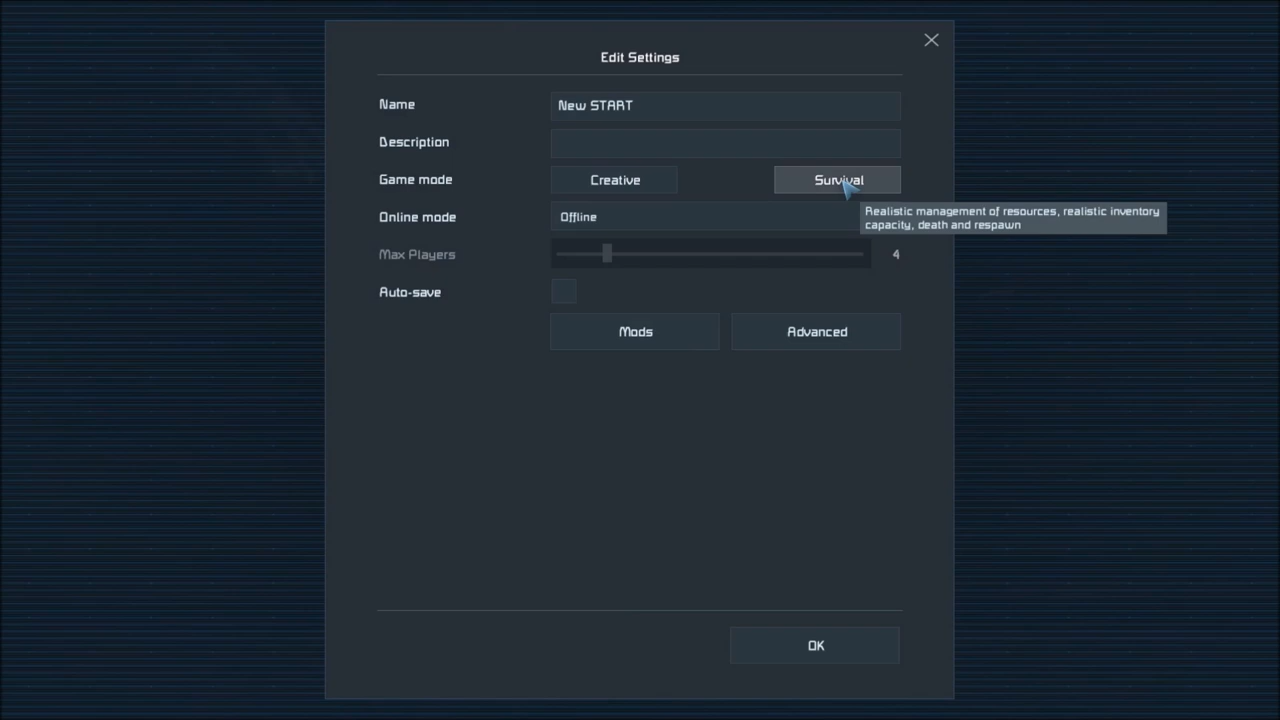 Edit Settings
Name
New START
Description
Game mode
Creative
Survival
Realistic management of resources, realistic inventory
capacity, death and respawn
Online mode
Offline
Max Players
4
Auto-save
Mods
Advanced
OK